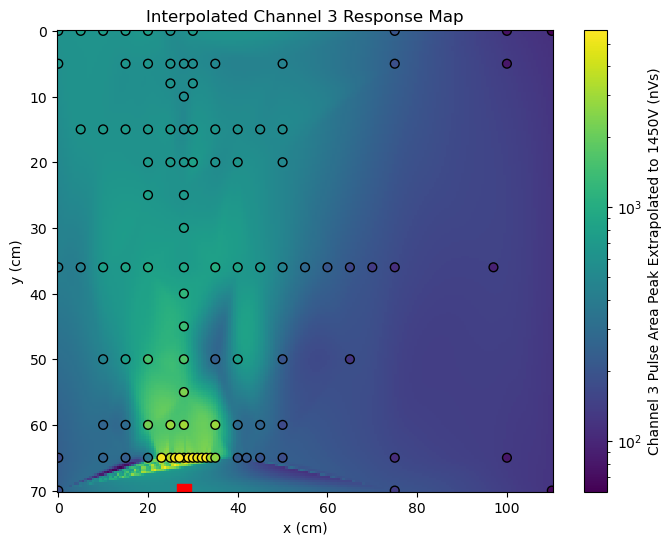 Interpolated Channel 3 Response Map
0
10
20
30
40
50
60
70
y (cm)
0 20 40 60 80 100
x (cm)
10³
10²
Channel 3 Pulse Area Peak Extrapolated to 1450V (nVs)